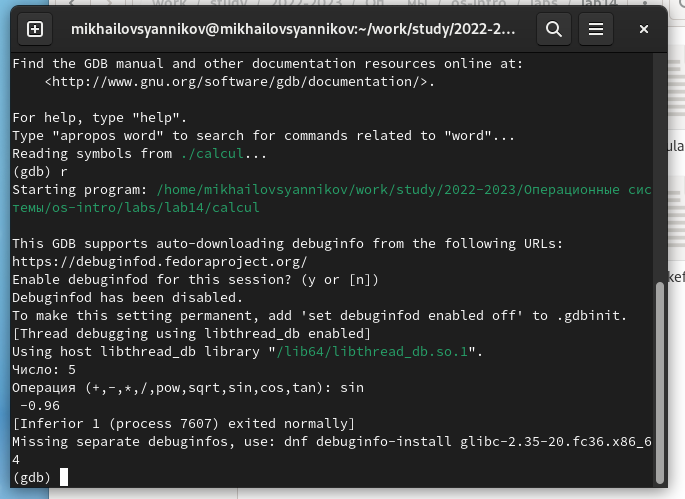 mikhailovsyannikov@mikhailovsyannikov:~/work/study/2022-2...
Find the GDB manual and other documentation resources online at:
    <http://www.gnu.org/software/gdb/documentation/>.
For help, type "help".
Type "apropos word" to search for commands related to "word"...
Reading symbols from ./calcul...
(gdb) r
Starting program: /home/mikhailovsyannikov/work/study/2022-2023/Операционные сис
темы/os-intro/labs/lab14/calcul
This GDB supports auto-downloading debuginfo from the following URLs:
https://debuginfod.fedoraproject.org/
Enable debuginfod for this session? (y or [n])
Debuginfod has been disabled.
To make this setting permanent, add 'set debuginfod enabled off' to .gdbinit.
[Thread debugging using libthread_db enabled]
Using host libthread_db library "/lib64/libthread_db.so.1".
Число: 5
Операция (+,-,*,/,pow,sqrt,sin,cos,tan): sin
 -0.96
[Inferior 1 (process 7607) exited normally]
Missing separate debuginfos, use: dnf debuginfo-install glibc-2.35-20.fc36.x86_6
4
(gdb)